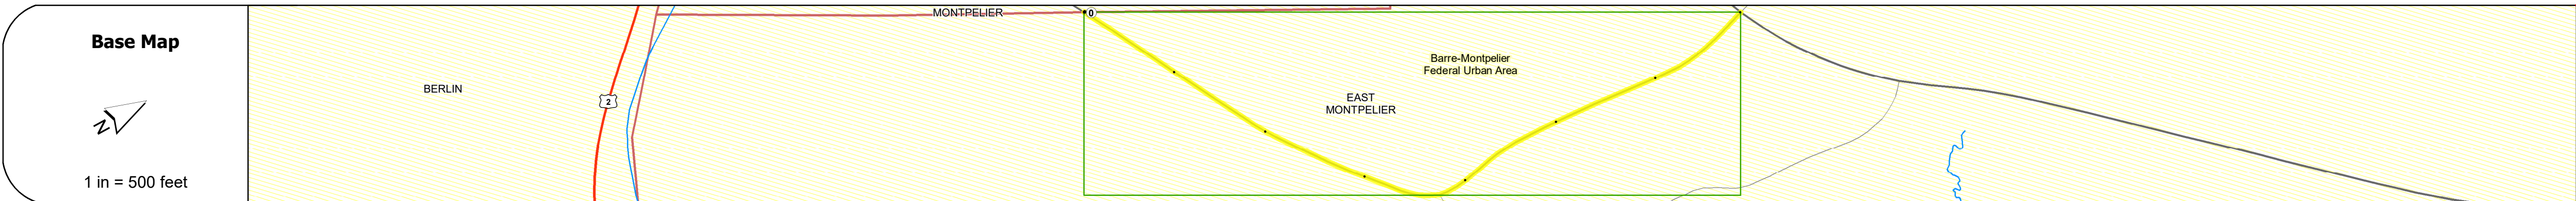 Base Map
N
1 in = 500 feet
BERLIN
2
MONTPELIER
0
Barre-Montpelier
Federal Urban Area
EAST
MONTPELIER